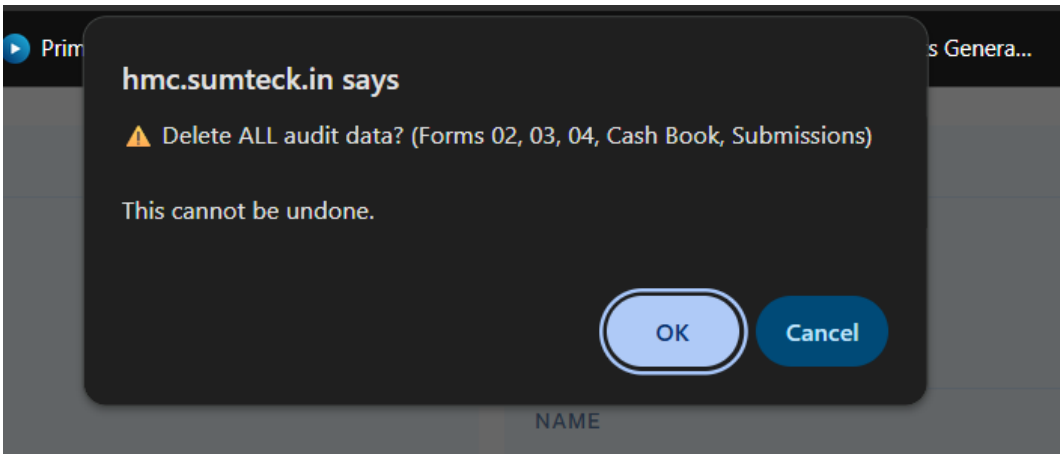 Prim
s Genera...
hmc.sumteck.in says
⚠ Delete ALL audit data? (Forms 02, 03, 04, Cash Book, Submissions)
This cannot be undone.
OK Cancel
NAME